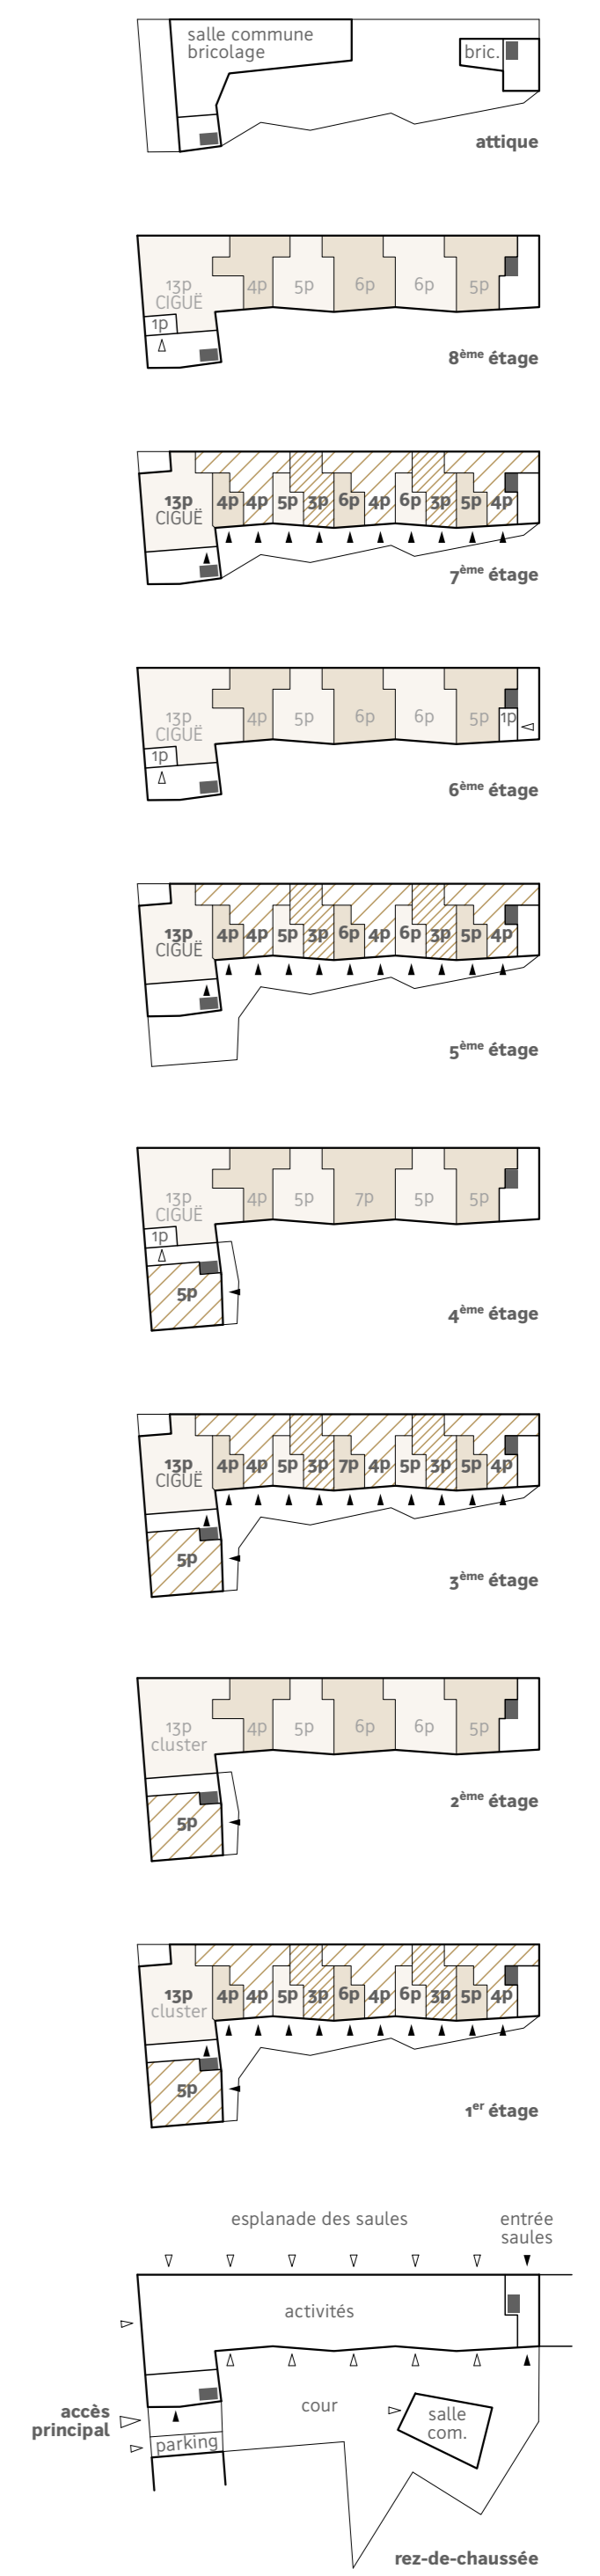 salle commune
bricolage
bric.
attique
13p
CIGUË
4p 5p 6p 6p 5p
1p
8ème étage
13p 4p 4p 5p 3p 6p 4p 6p 3p 5p 4p
CIGUË
7ème étage
13p
CIGUË
4p 5p 6p 6p 5p 1p
1p
6ème étage
13p 4p 4p 5p 3p 6p 4p 6p 3p 5p 4p
CIGUË
5ème étage
13p
CIGUË
4p 5p 7p 5p 5p
1p
5p
4ème étage
13p 4p 4p 5p 3p 7p 4p 5p 3p 5p 4p
CIGUË
5p
3ème étage
13p 4p 5p 6p 6p 5p
cluster
5p
2ème étage
13p 4p 4p 5p 3p 6p 4p 6p 3p 5p 4p
cluster
5p
1er étage
esplanade des saules
entrée
saules
activités
cour
accès
principal
salle
com.
parking
rez-de-chaussée